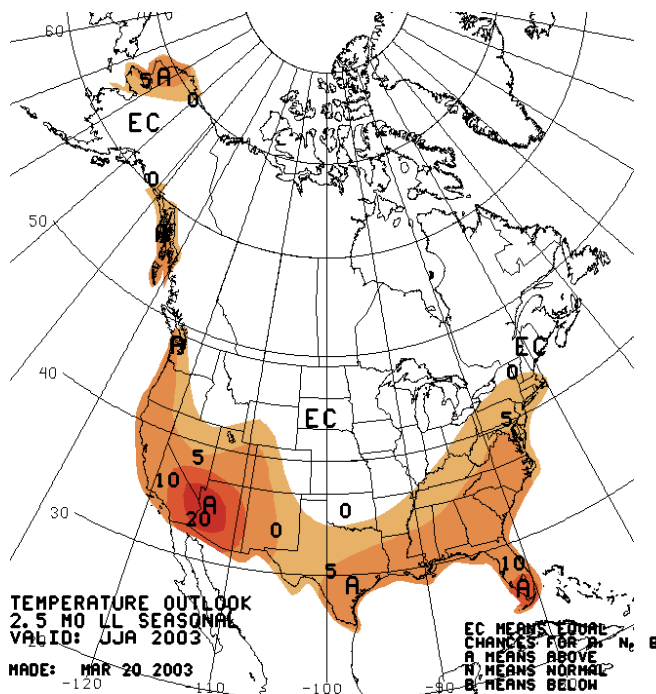 60
5 A
0
EC
0
50
A
EC
0
40
EC
5
5
10
A
20
0
0
30
5
A
10
A
TEMPERATURE OUTLOOK
2.5 MO LL SEASONAL
VALID: JJA 2003
MADE: MAR 20 2003
EC MEANS EQUAL
CHANCES FOR A, N, B
A MEANS ABOVE
N MEANS NORMAL
B MEANS BELOW
-120
-110
-100
-90